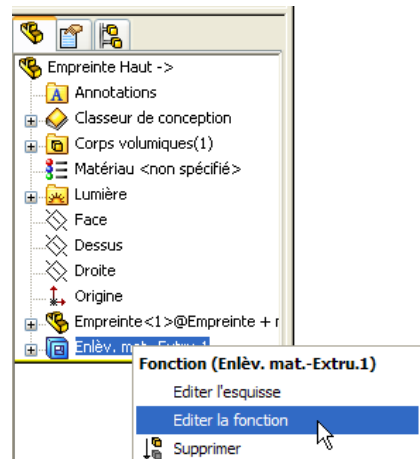 Empreinte Haut ->
A Annotations
Classeur de conception
Corps volumiques(1)
Matériau <non spécifié>
Lumière
Face
Dessus
Droite
Origine
Empreinte<1>@Empreinte +
Enlèv. mat.-Extru.1
Fonction (Enlèv. mat.-Extru.1)
Editer l'esquisse
Editer la fonction
Supprimer